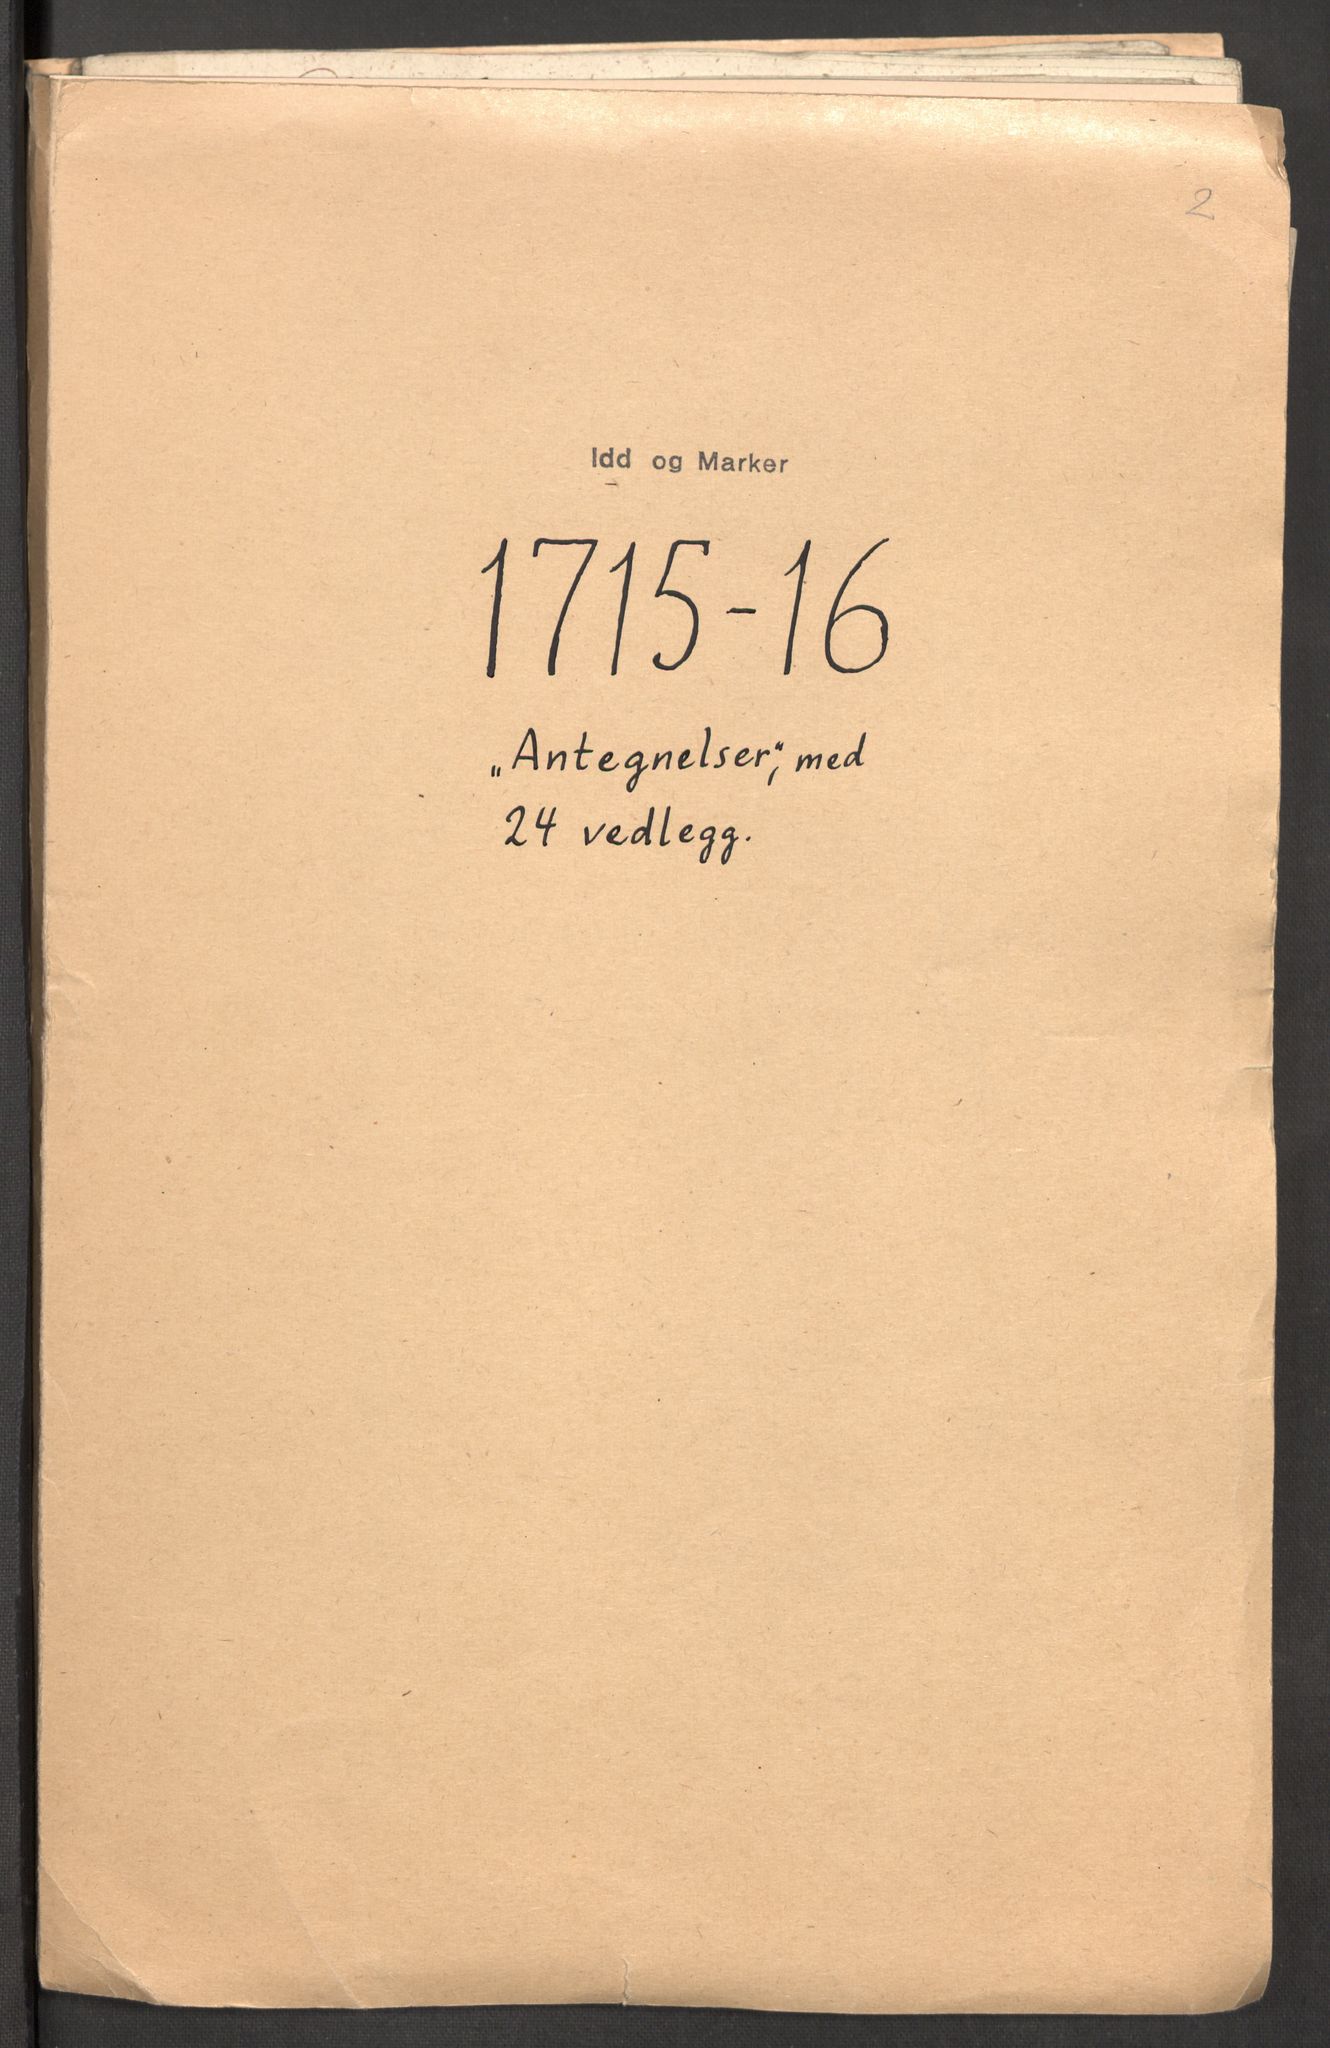 2
Idd og Marker
1715-16
„Antegnelser“, med
24 vedlegg.